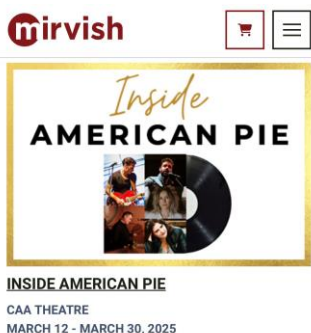 mirvish
Inside
AMERICAN PIE
INSIDE AMERICAN PIE
CAA THEATRE
MARCH 12 - MARCH 30, 2025